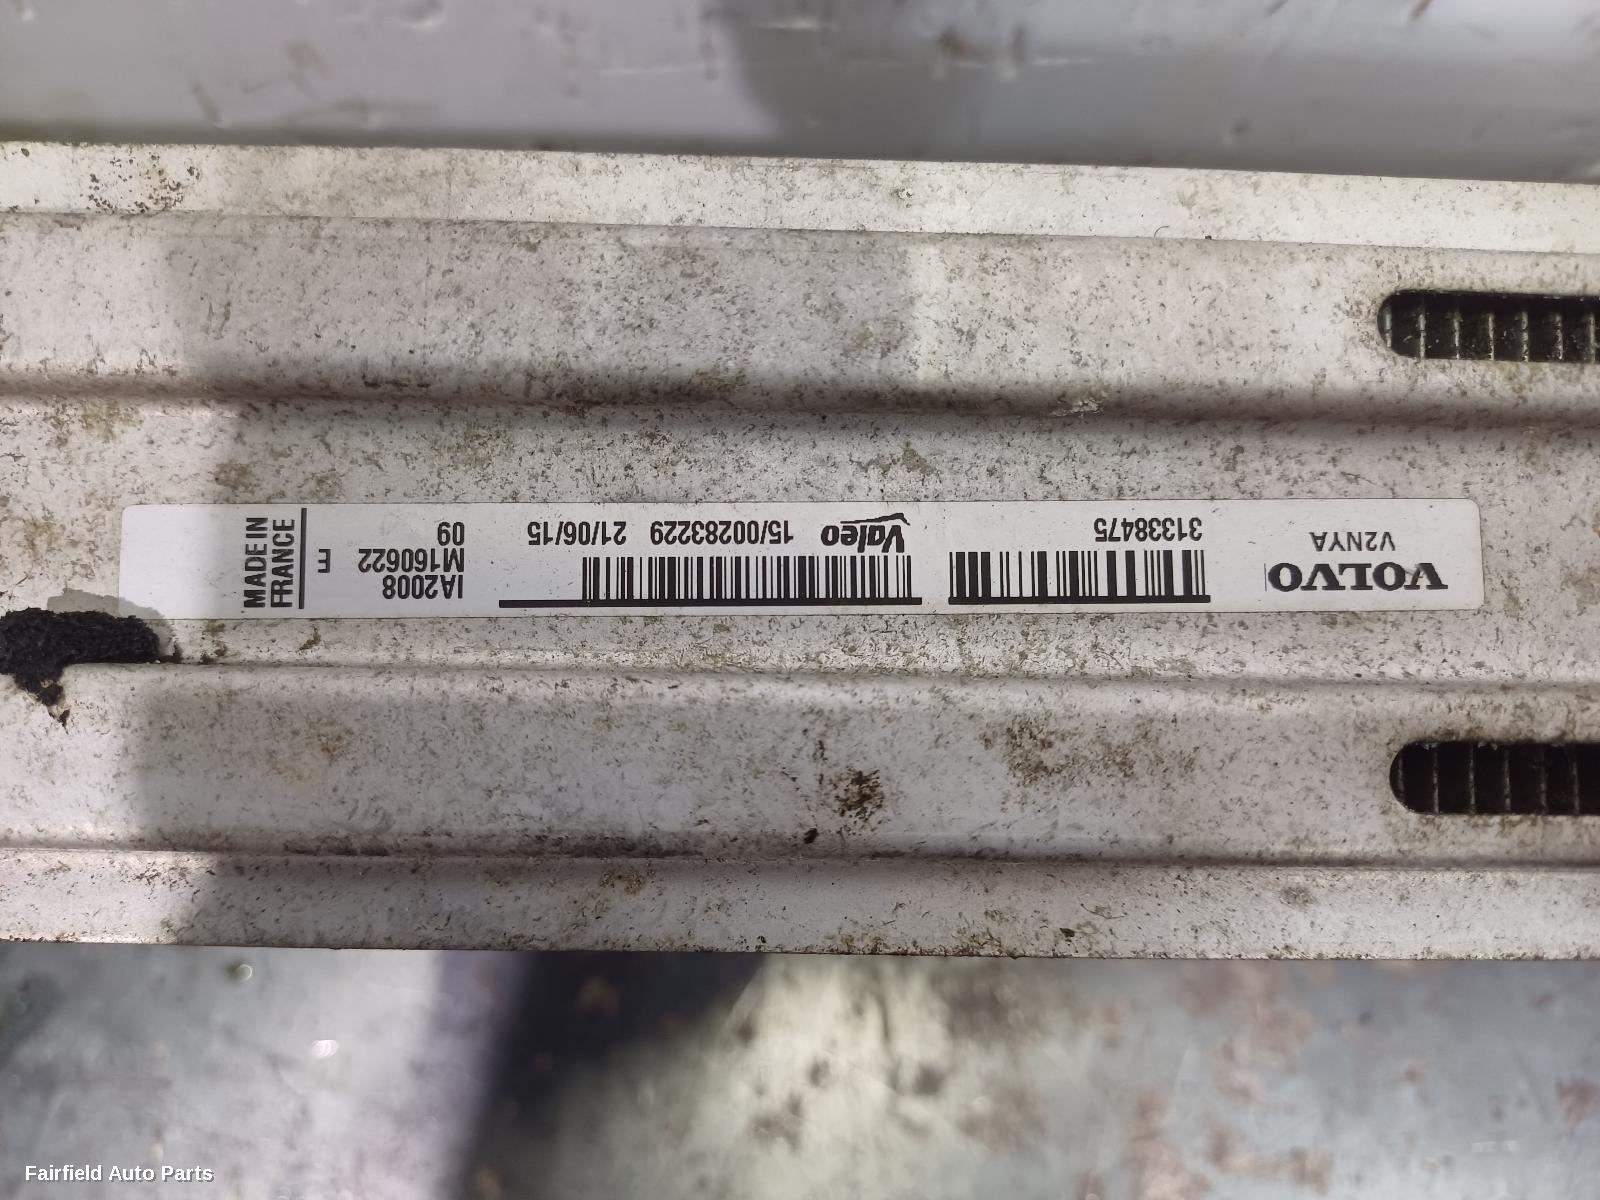 VOLVO
V2NYA
31338475
Valeo 15/00283229 21/06/15
IA2008
M160622 E
09
MADE IN
FRANCE
Fairfield Auto Parts